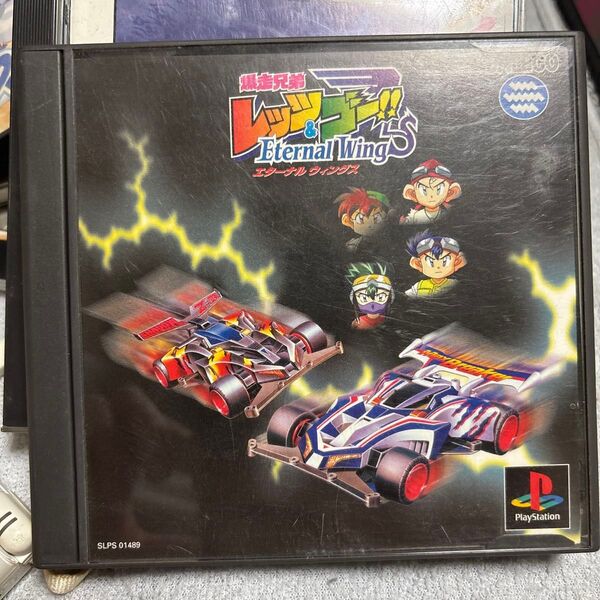 爆走兄弟
レッツ
&
ゴー!!
Eternal Wings
エターナル ウィングス
PlayStation
SLPS 01489